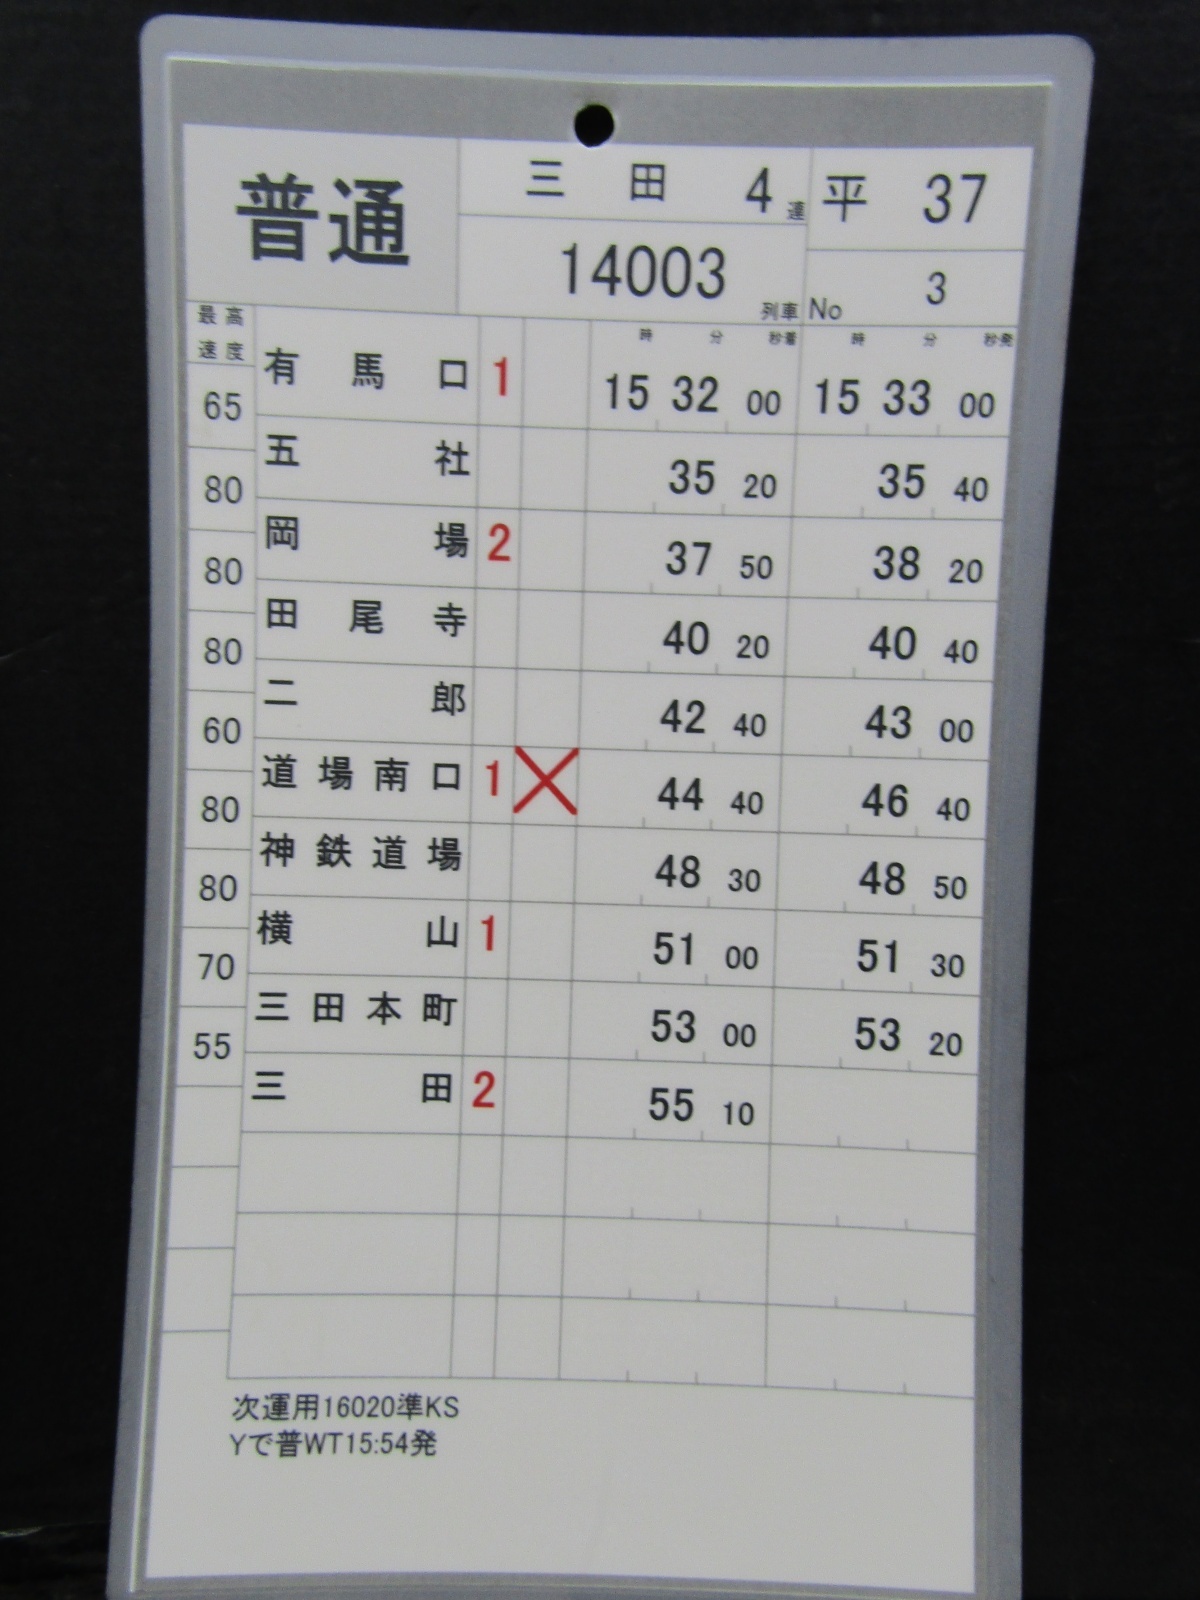 普通 三田 4連 平 37
14003列車 No 3
最高速度 時 分 秒着 時 分 秒発
有馬口 1 15 32 00 15 33 00
65
五社 35 20 35 40
80
岡場 2 37 50 38 20
80
田尾寺 40 20 40 40
80
二郎 42 40 43 00
60
道場南口 1 44 40 46 40
80
神鉄道場 48 30 48 50
80
横山 1 51 00 51 30
70
三田本町 53 00 53 20
55
三田 2 55 10
次運用16020準KS
Yで普WT15:54発